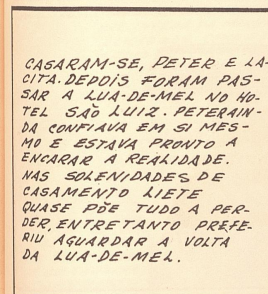 CASARAM-SE, PETER E LA-
CITA. DEPOIS FORAM PAS-
SAR A LUA-DE-MEL NO HO-
TEL SÃO LUIZ. PETER AIN-
DA CONFIAVA EM SI MES-
MO E ESTAVA PRONTO A
ENCARAR A REALIDADE.
NAS SOLENIDADES DE
CASAMENTO LIETE
QUASE PÕE TUDO A PER-
DER, ENTRETANTO PREFE-
RIU AGUARDAR A VOLTA
DA LUA-DE-MEL.